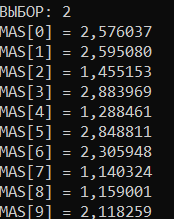 ВЫБОР: 2
MAS[0] = 2,576037
MAS[1] = 2,595080
MAS[2] = 1,455153
MAS[3] = 2,883969
MAS[4] = 1,288461
MAS[5] = 2,848811
MAS[6] = 2,305948
MAS[7] = 1,140324
MAS[8] = 1,159001
MAS[9] = 2,118259